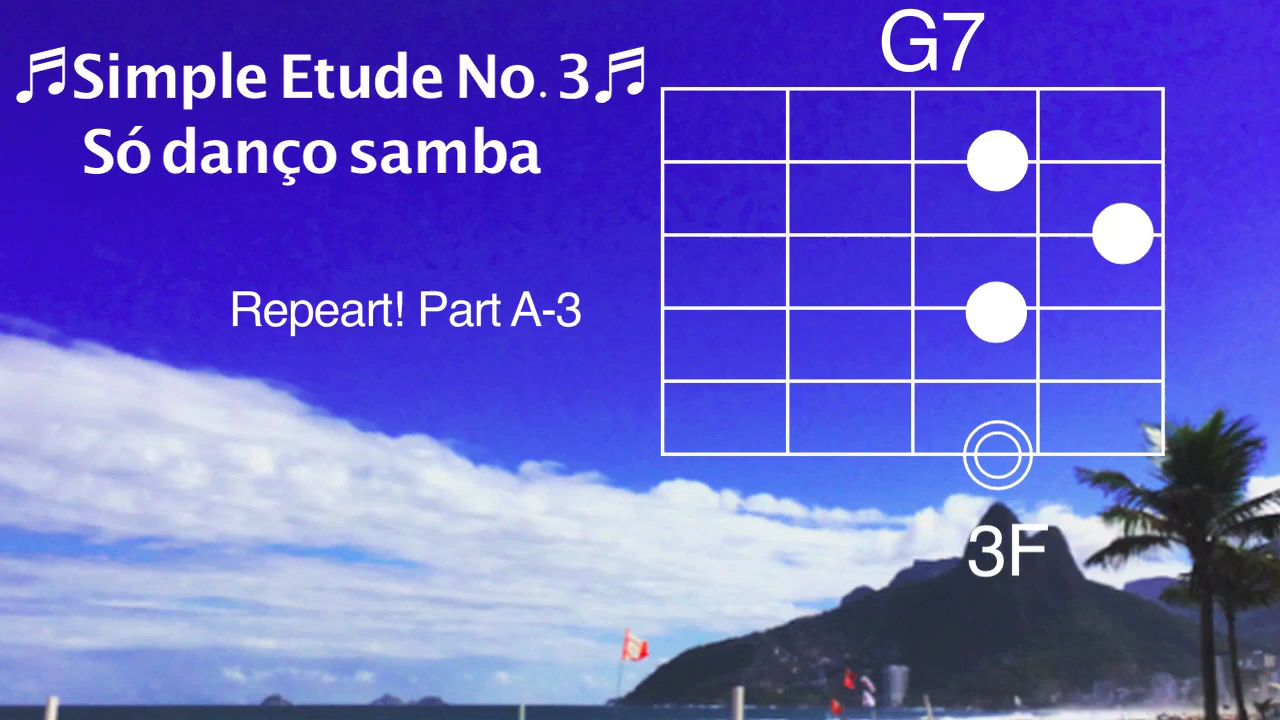 🎵Simple Etude No. 3🎵
Só danço samba
Repeart! Part A-3
G7
3F